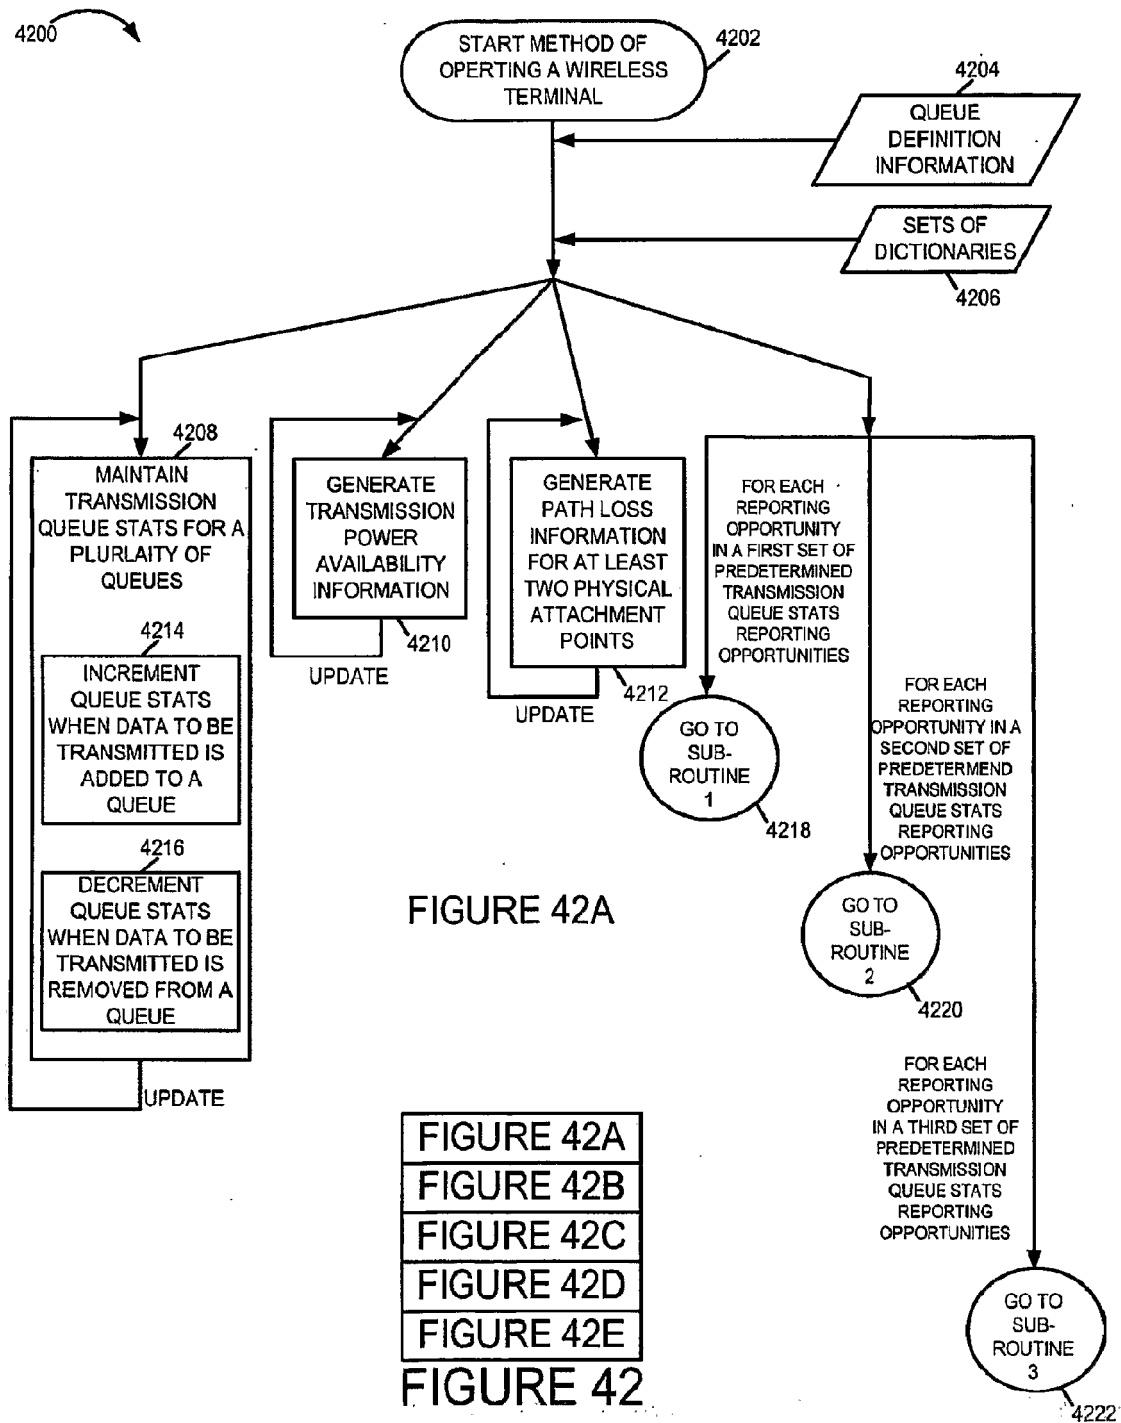 4200
START METHOD OF
OPERTING A WIRELESS
TERMINAL
4202
4204
QUEUE
DEFINITION
INFORMATION
SETS OF
DICTIONARIES
4206
4208
MAINTAIN
TRANSMISSION
QUEUE STATS FOR A
PLURLAITY OF
QUEUES
4214
INCREMENT
QUEUE STATS
WHEN DATA TO BE
TRANSMITTED IS
ADDED TO A
QUEUE
4216
DECREMENT
QUEUE STATS
WHEN DATA TO BE
TRANSMITTED IS
REMOVED FROM A
QUEUE
UPDATE
GENERATE
TRANSMISSION
POWER
AVAILABILITY
INFORMATION
4210
UPDATE
GENERATE
PATH LOSS
INFORMATION
FOR AT LEAST
TWO PHYSICAL
ATTACHMENT
POINTS
4212
UPDATE
FOR EACH
REPORTING
OPPORTUNITY
IN A FIRST SET OF
PREDETERMINED
TRANSMISSION
QUEUE STATS
REPORTING
OPPORTUNITIES
GO TO
SUB-
ROUTINE
1
4218
FOR EACH
REPORTING
OPPORTUNITY IN A
SECOND SET OF
PREDETERMEND
TRANSMISSION
QUEUE STATS
REPORTING
OPPORTUNITIES
GO TO
SUB-
ROUTINE
2
4220
FOR EACH
REPORTING
OPPORTUNITY
IN A THIRD SET OF
PREDETERMINED
TRANSMISSION
QUEUE STATS
REPORTING
OPPORTUNITIES
GO TO
SUB-
ROUTINE
3
4222
FIGURE 42A
FIGURE 42A
FIGURE 42B
FIGURE 42C
FIGURE 42D
FIGURE 42E
FIGURE 42